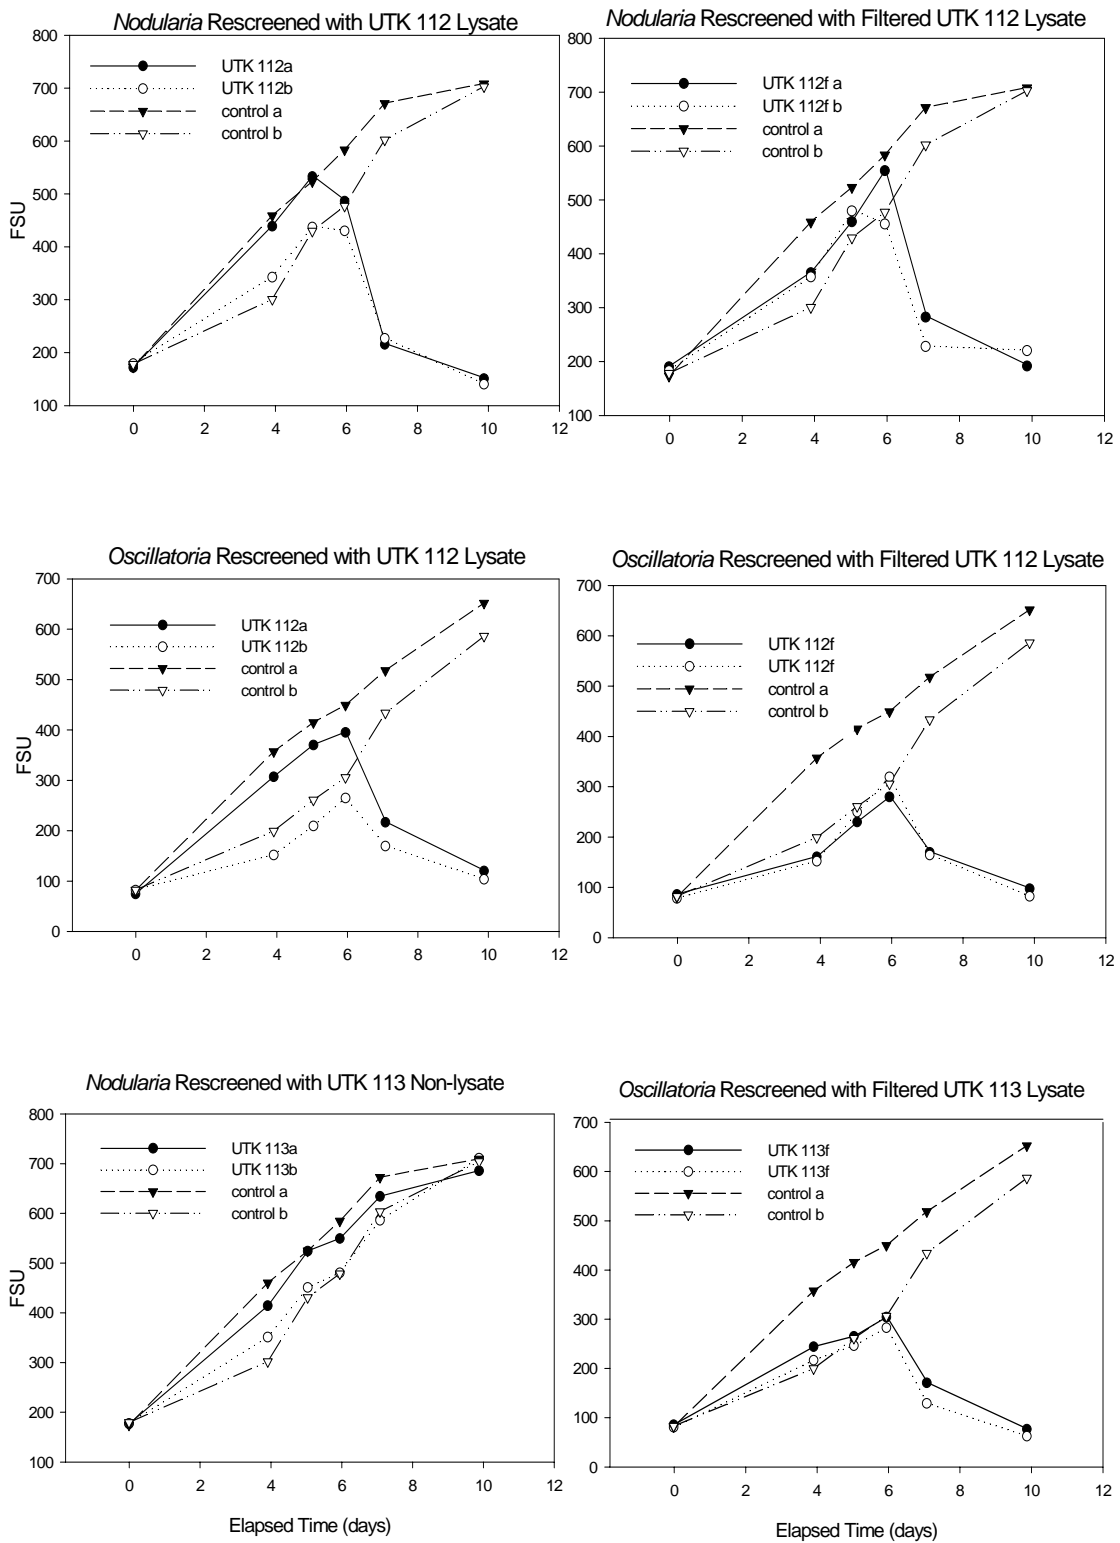 Nodularia Rescreened with UTK 112 Lysate
800
700
600
500
400
300
200
100
FSU
UTK 112a
UTK 112b
control a
control b
0 2 4 6 8 10 12
Nodularia Rescreened with Filtered UTK 112 Lysate
800
700
600
500
400
300
200
100
UTK 112f a
UTK 112f b
control a
control b
0 2 4 6 8 10 12
Oscillatoria Rescreened with UTK 112 Lysate
700
600
500
400
300
200
100
0
FSU
UTK 112a
UTK 112b
control a
control b
0 2 4 6 8 10 12
Oscillatoria Rescreened with Filtered UTK 112 Lysate
700
600
500
400
300
200
100
0
UTK 112f
UTK 112f
control a
control b
0 2 4 6 8 10 12
Nodularia Rescreened with UTK 113 Non-lysate
800
700
600
500
400
300
200
100
FSU
UTK 113a
UTK 113b
control a
control b
0 2 4 6 8 10 12
Elapsed Time (days)
Oscillatoria Rescreened with Filtered UTK 113 Lysate
700
600
500
400
300
200
100
0
UTK 113f
UTK 113f
control a
control b
0 2 4 6 8 10 12
Elapsed Time (days)